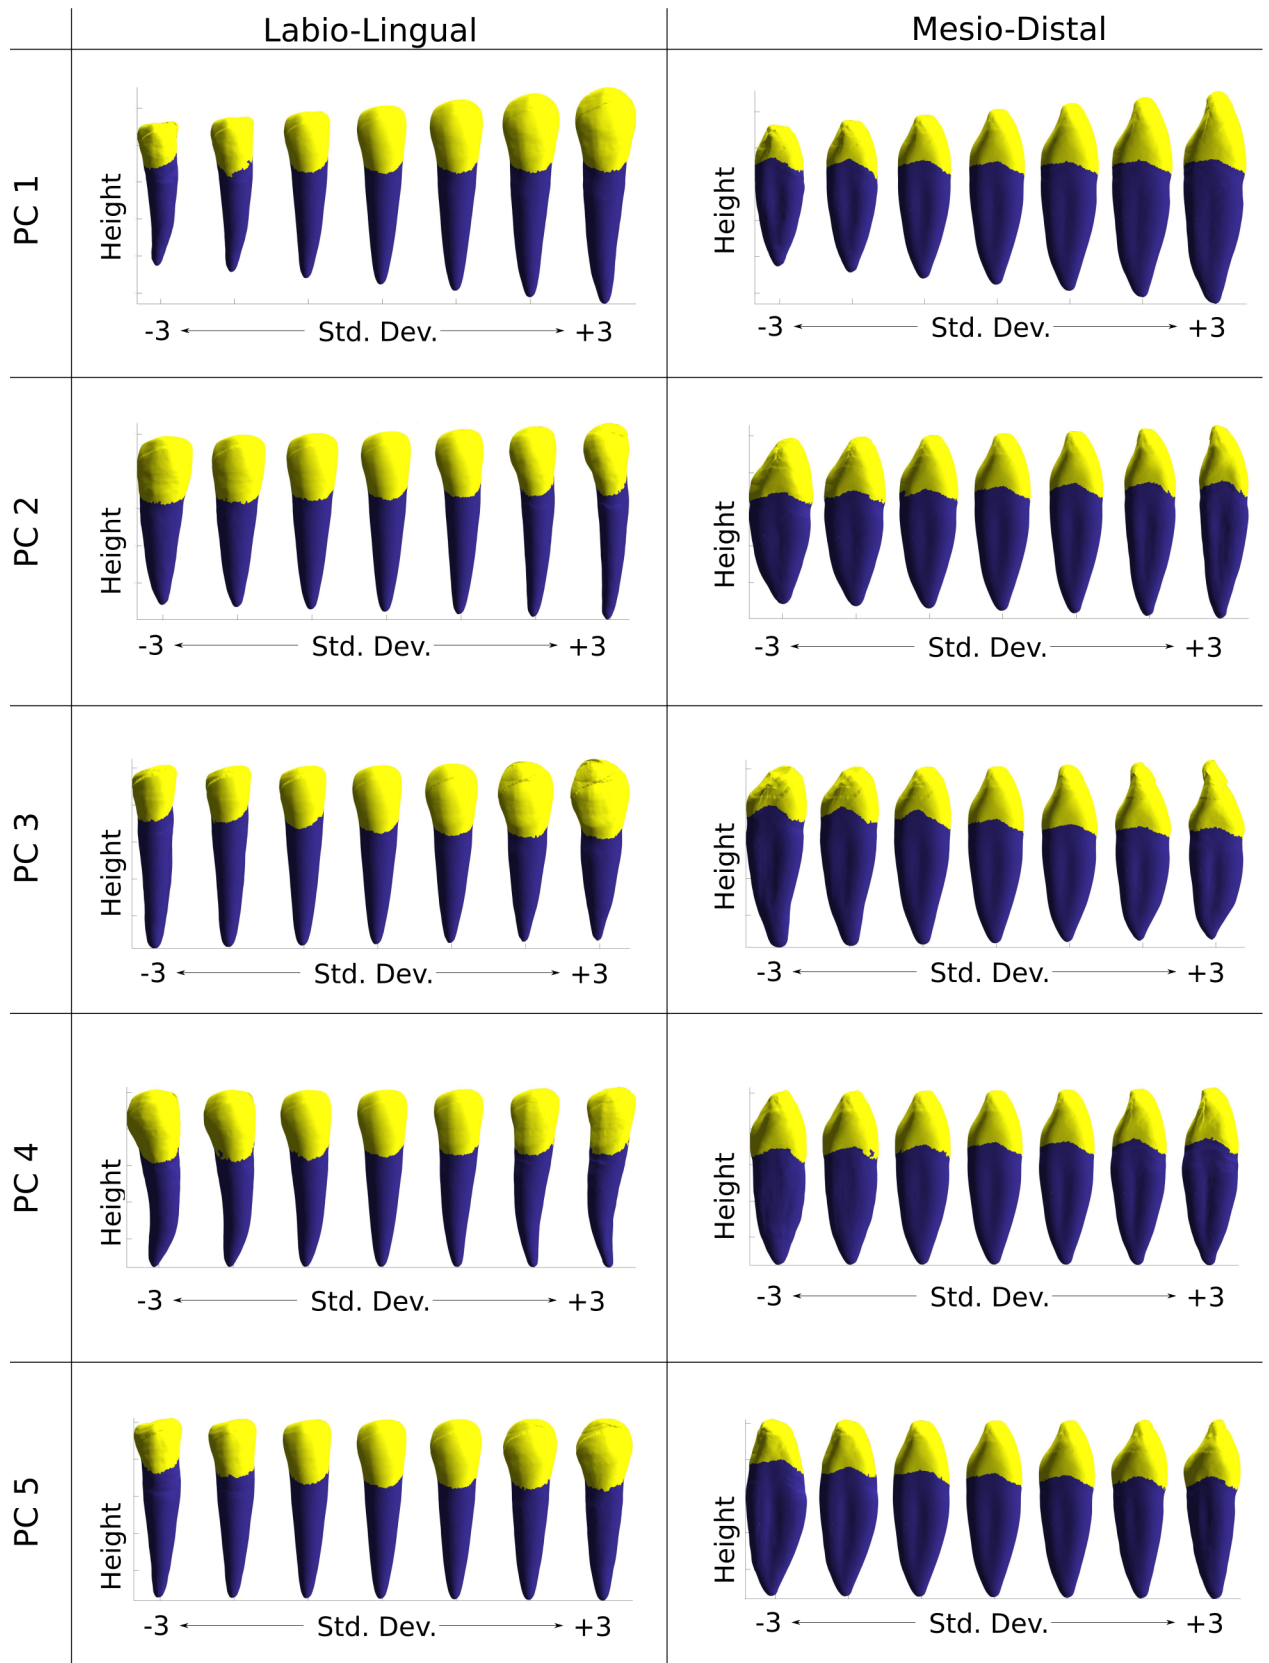 Labio-Lingual Mesio-Distal
PC 1
Height
-3 Std. Dev. +3
Height
-3 Std. Dev. +3
PC 2
Height
-3 Std. Dev. +3
Height
-3 Std. Dev. +3
PC 3
Height
-3 Std. Dev. +3
Height
-3 Std. Dev. +3
PC 4
Height
-3 Std. Dev. +3
Height
-3 Std. Dev. +3
PC 5
Height
-3 Std. Dev. +3
Height
-3 Std. Dev. +3